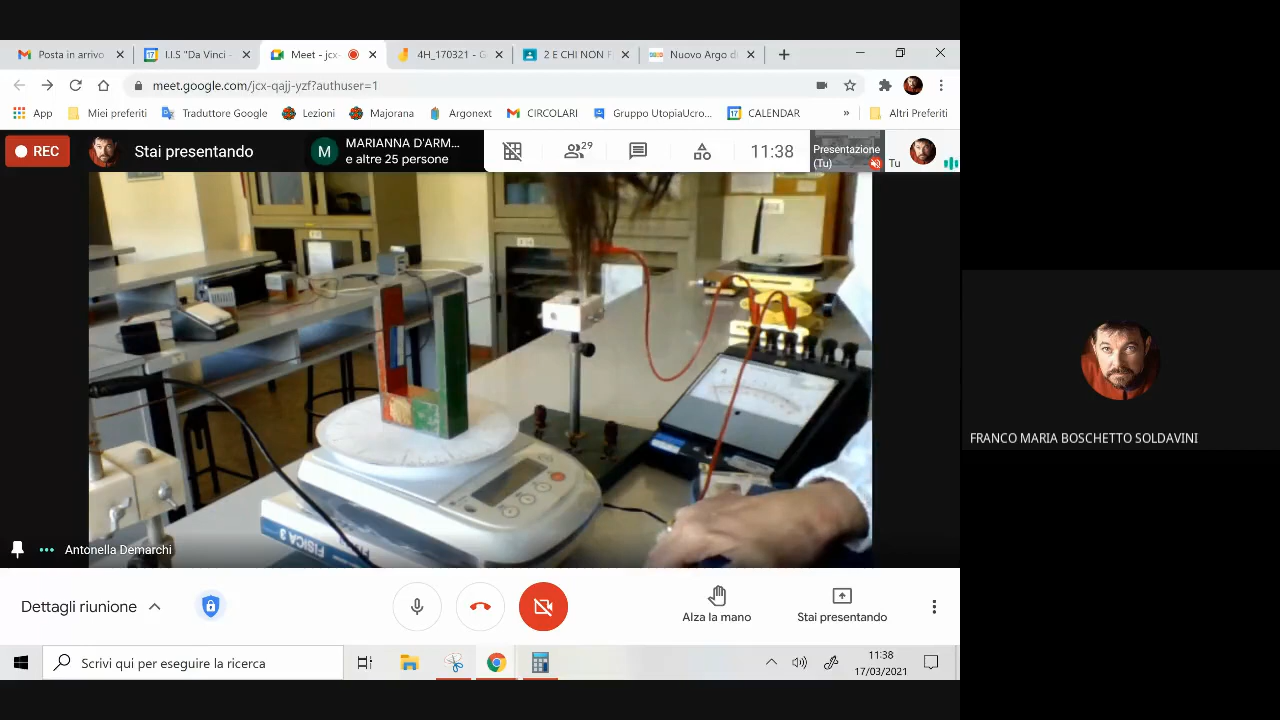 Posta in arrivo
I.I.S "Da Vinci -
Meet - jcx-
4H_170321 - G
2 E CHI NON F
Nuovo Argo d
meet.google.com/jcx-qajj-yzf?authuser=1
App
Miei preferiti
Traduttore Google
Lezioni
Majorana
Argonext
CIRCOLARI
Gruppo UtopiaUcro...
CALENDAR
»
Altri Preferiti
REC
Stai presentando
M
MARIANNA D'ARM...
e altre 25 persone
29
11:38
Presentazione
(Tu)
Tu
FISICA 3
Antonella Demarchi
FRANCO MARIA BOSCHETTO SOLDAVINI
Dettagli riunione
Alza la mano
Stai presentando
Scrivi qui per eseguire la ricerca
11:38
17/03/2021